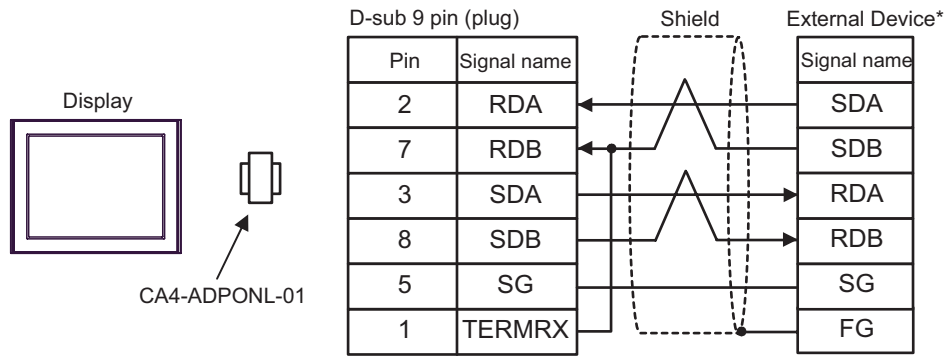 D-sub 9 pin (plug) Shield External Device*
Pin Signal name Signal name
Display
2 RDA SDA
7 RDB SDB
3 SDA RDA
8 SDB RDB
CA4-ADPONL-01
5 SG SG
1 TERMRX FG